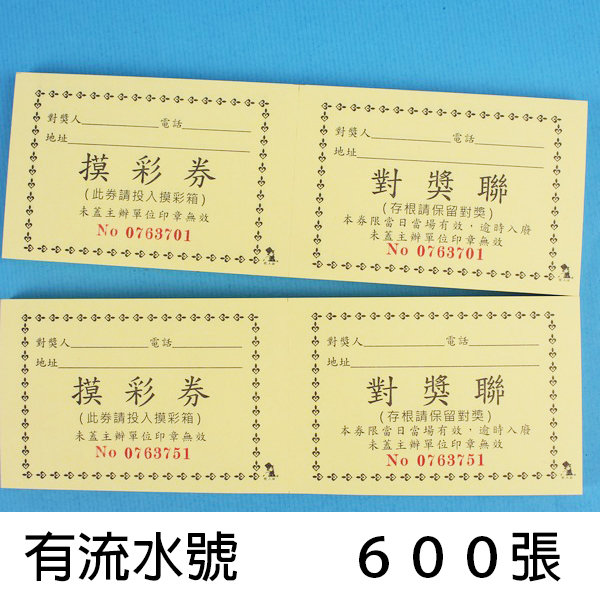 對獎人 電話
地址
摸彩券
(此券請投入摸彩箱)
未蓋主辦單位印章無效
No 0763701
對獎人 電話
地址
對獎聯
(存根請保留對獎)
本券限當日當場有效，逾時入廢
未蓋主辦單位印章無效
No 0763701
對獎人 電話
地址
摸彩券
(此券請投入摸彩箱)
未蓋主辦單位印章無效
No 0763751
對獎人 電話
地址
對獎聯
(存根請保留對獎)
本券限當日當場有效，逾時入廢
未蓋主辦單位印章無效
No 0763751
有流水號 600張